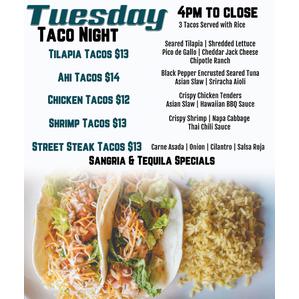 Tuesday
4PM to Close
Taco Night
3 Tacos Served with Rice
Tilapia Tacos $13
Seared Tilapia | Shredded Lettuce
Pico de Gallo | Cheddar Jack Cheese
Chipotle Ranch
Ahi Tacos $14
Black Pepper Encrusted Seared Tuna
Asian Slaw | Sriracha Aioli
Chicken Tacos $12
Crispy Chicken Tenders
Asian Slaw | Hawaiian BBQ Sauce
Shrimp Tacos $13
Crispy Shrimp | Napa Cabbage
Thai Chili Sauce
Street Steak Tacos $13
Carne Asada | Onion | Cilantro | Salsa Roja
Sangria & Tequila Specials